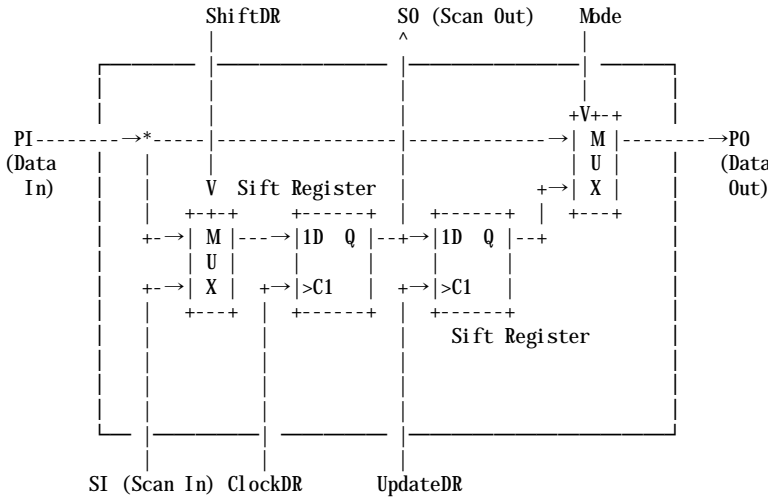 ShiftDR SO (Scan Out) Mode
PI PO
(Data (Data
In) Out)
M
U
X
V
V Sift Register
M 1D Q 1D Q
U
X >C1 >C1
Sift Register
SI (Scan In) ClockDR UpdateDR